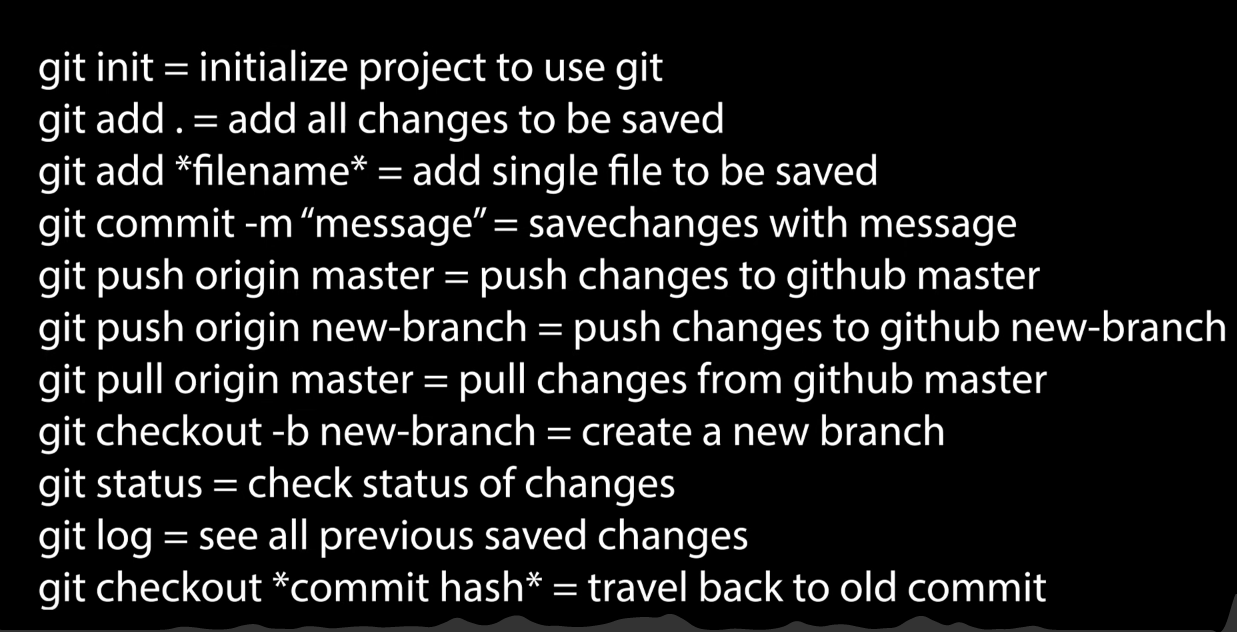 git init = initialize project to use git
git add . = add all changes to be saved
git add *filename* = add single file to be saved
git commit -m “message” = savechanges with message
git push origin master = push changes to github master
git push origin new-branch = push changes to github new-branch
git pull origin master = pull changes from github master
git checkout -b new-branch = create a new branch
git status = check status of changes
git log = see all previous saved changes
git checkout *commit hash* = travel back to old commit